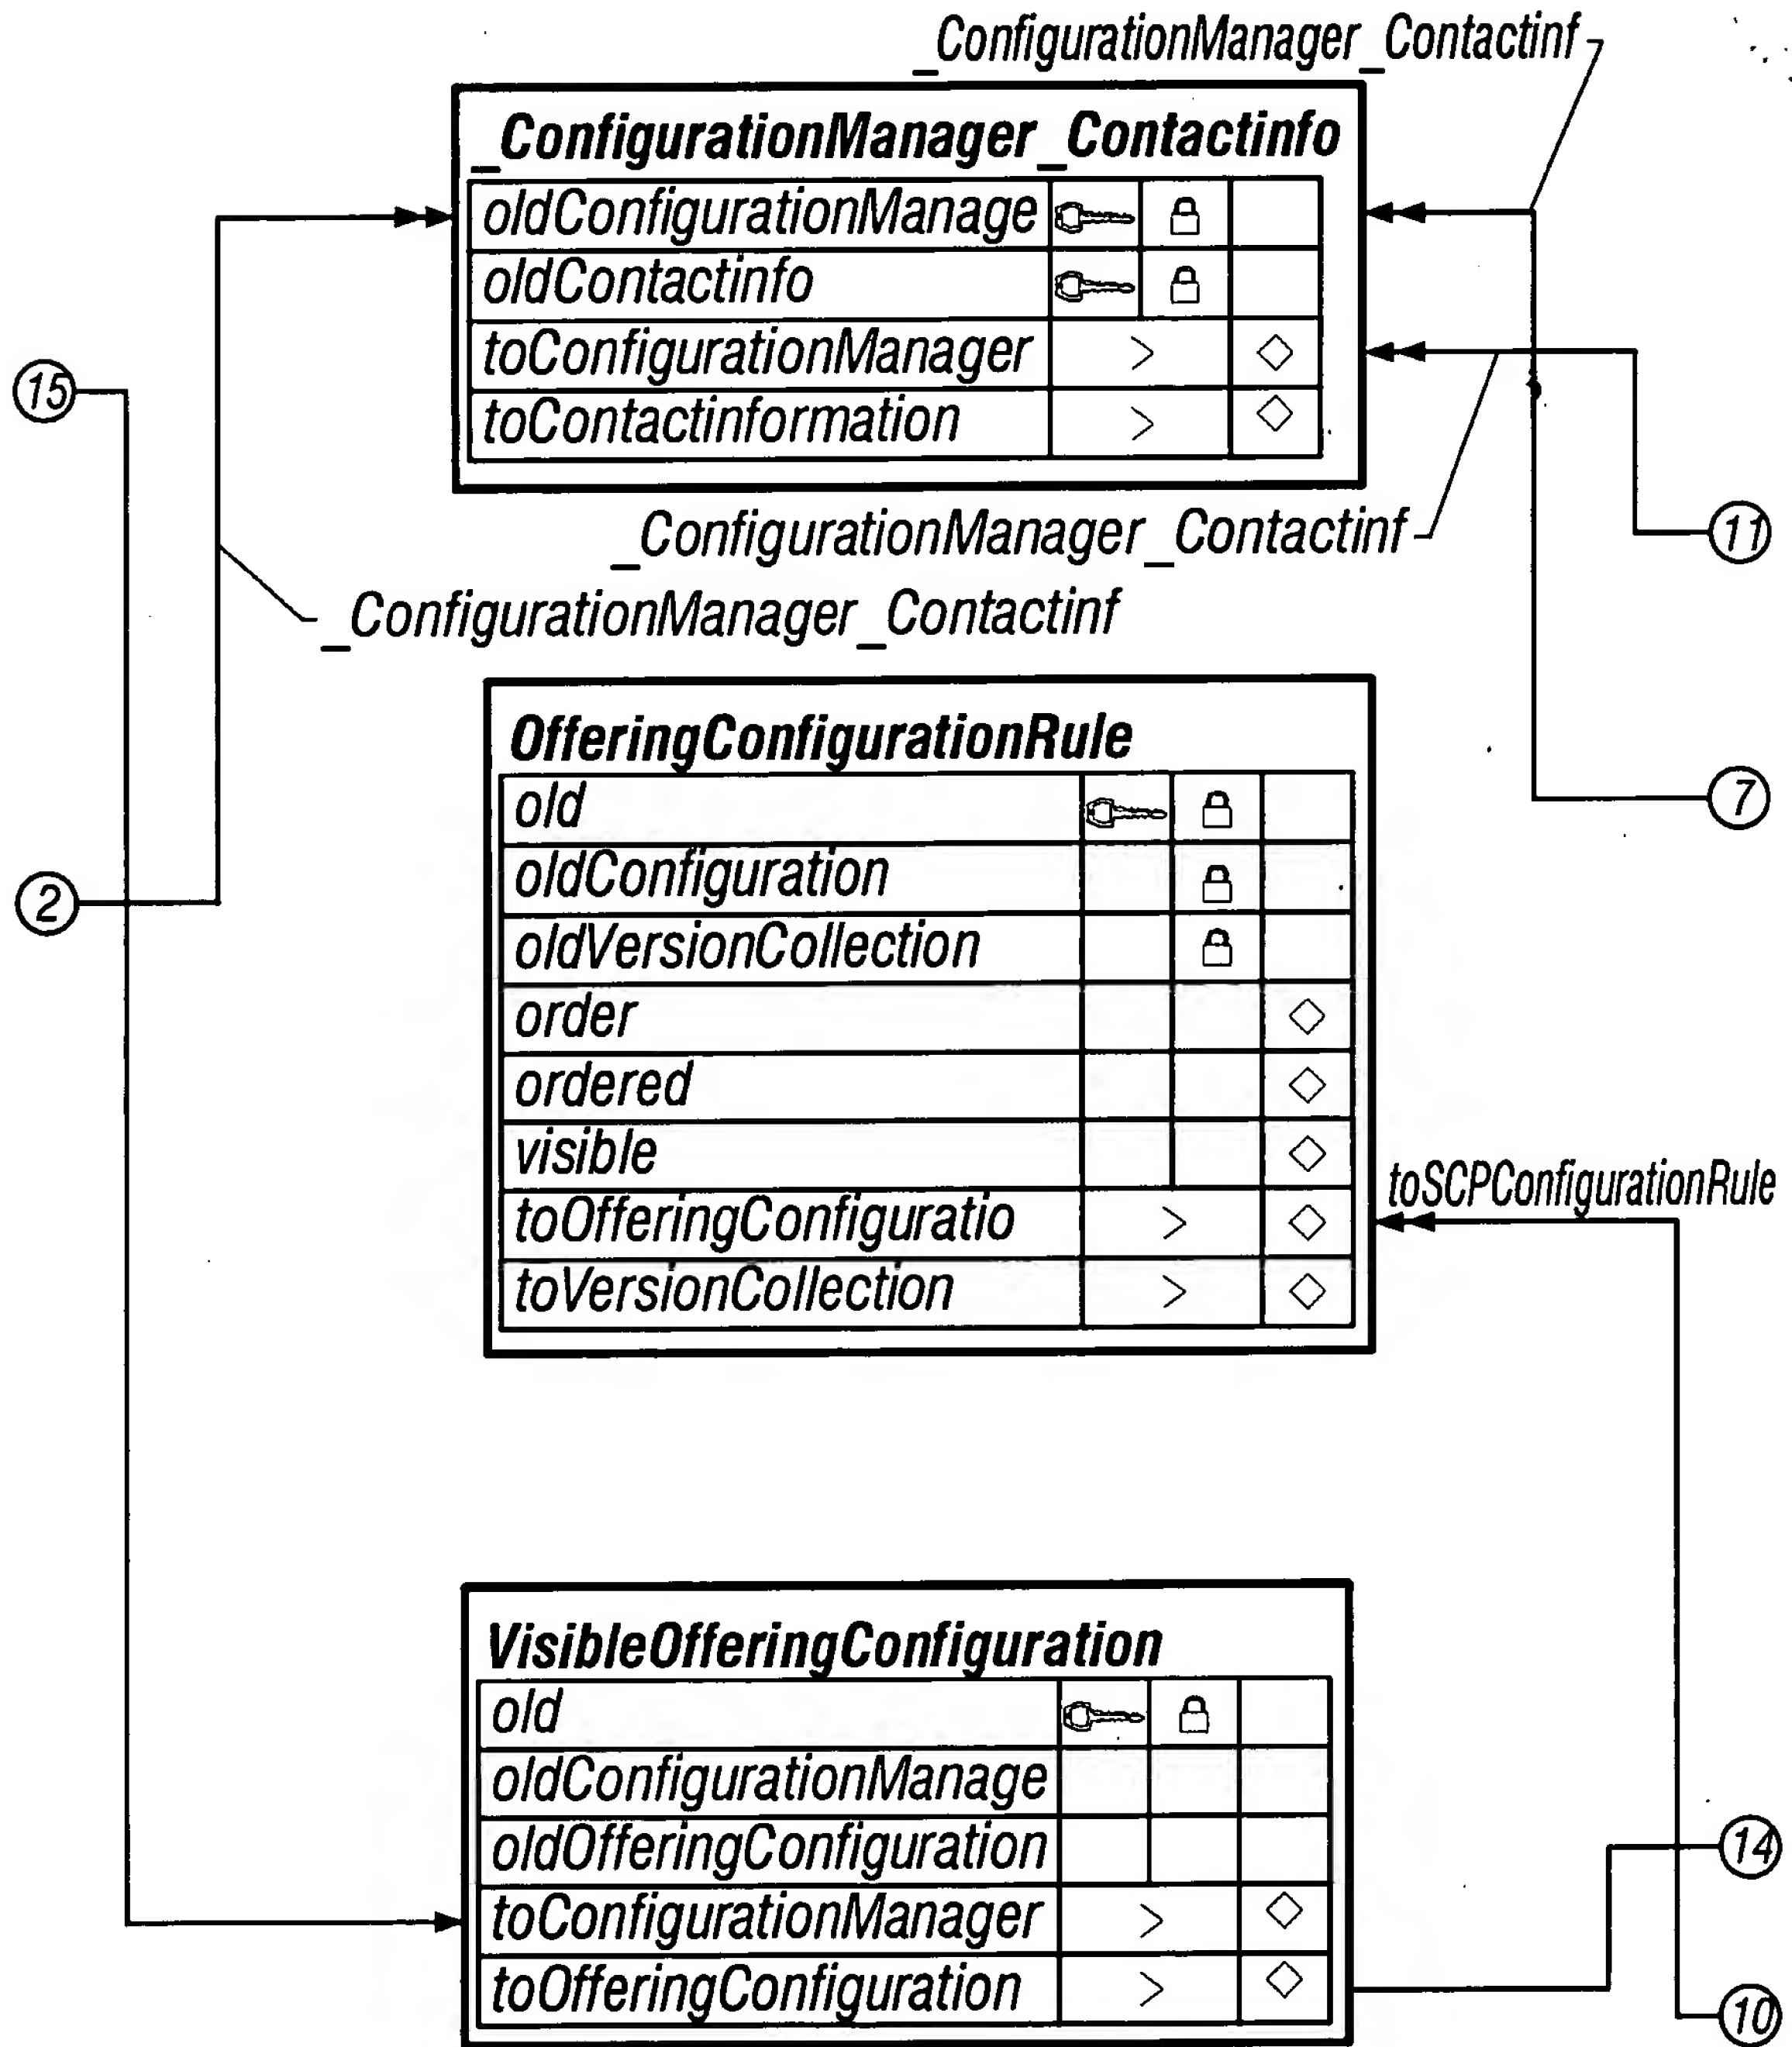 _ConfigurationManager_Contactinf
_ConfigurationManager_Contactinfo
oldConfigurationManage
oldContactinfo
toConfigurationManager
toContactinformation
15
_ConfigurationManager_Contactinf
11
_ConfigurationManager_Contactinf
OfferingConfigurationRule
old
7
oldConfiguration
2
oldVersionCollection
order
ordered
visible
toSCPConfigurationRule
toOfferingConfiguratio
toVersionCollection
VisibleOfferingConfiguration
old
oldConfigurationManage
oldOfferingConfiguration
14
toConfigurationManager
toOfferingConfiguration
10